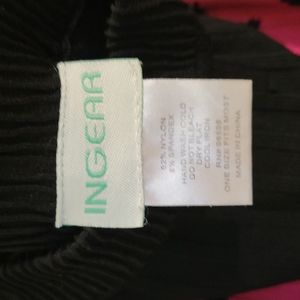 INGEAR
92% NYLON
8% SPANDEX
HAND WASH COLD
DO NOT BLEACH
DRY FLAT
COOL IRON
ONE SIZE FITS MOST
MADE IN CHINA